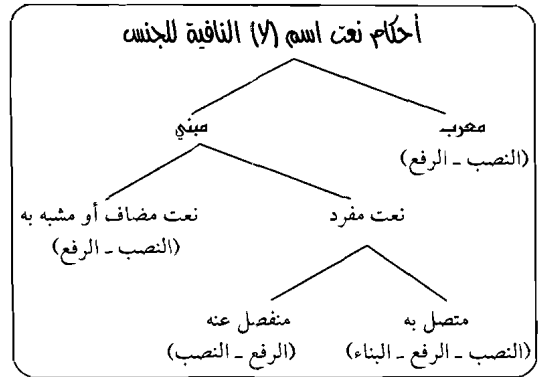 أحكام نعت اسم (لا) النافية للجنس
معرب
(النصب - الرفع)
مبني
نعت مفرد
نعت مضاف أو مشبه به
(النصب - الرفع)
متصل به
(النصب - الرفع - البناء)
منفصل عنه
(الرفع - النصب)